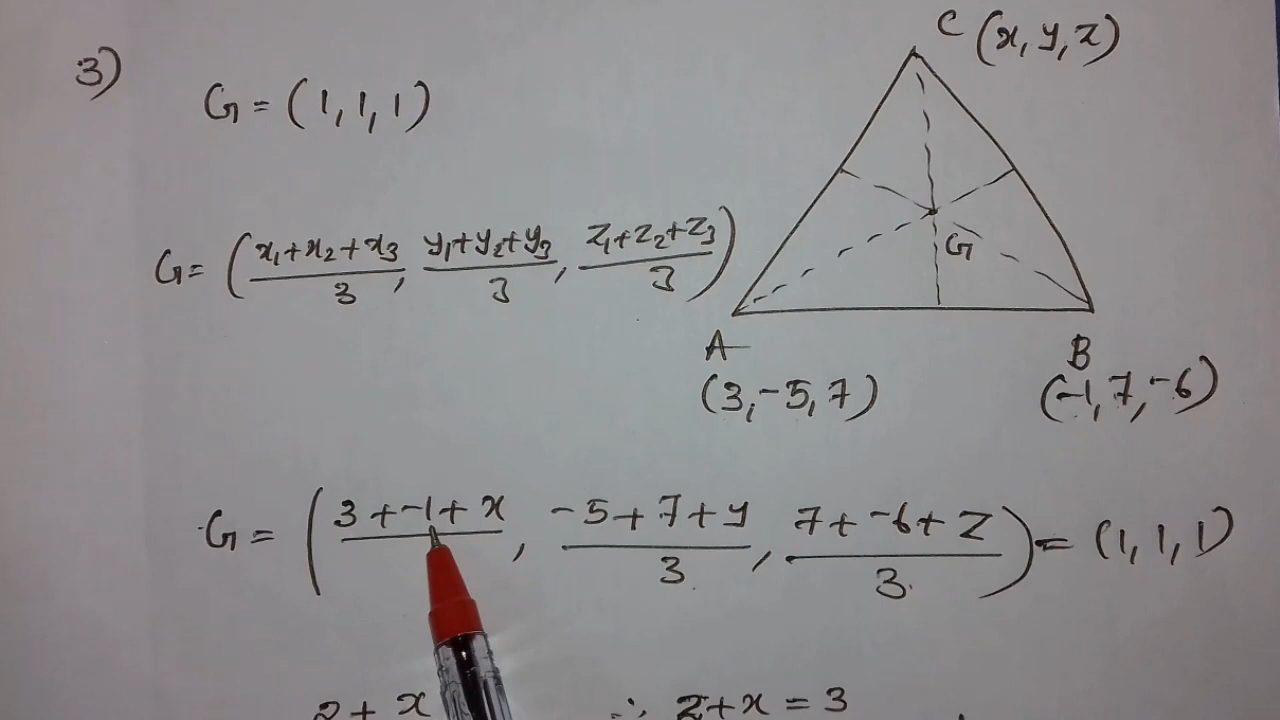 3)
G = (1, 1, 1)
C (x, y, z)
G = (x₁+x₂+x₃/3, y₁+y₂+y₃/3, z₁+z₂+z₃/3)
G
A
B
(3, -5, 7)
(-1, 7, -6)
G = (3 + -1 + x/, -5 + 7 + y/3, 7 + -6 + z/3) = (1, 1, 1)
2 + x ∴ 2+x = 3